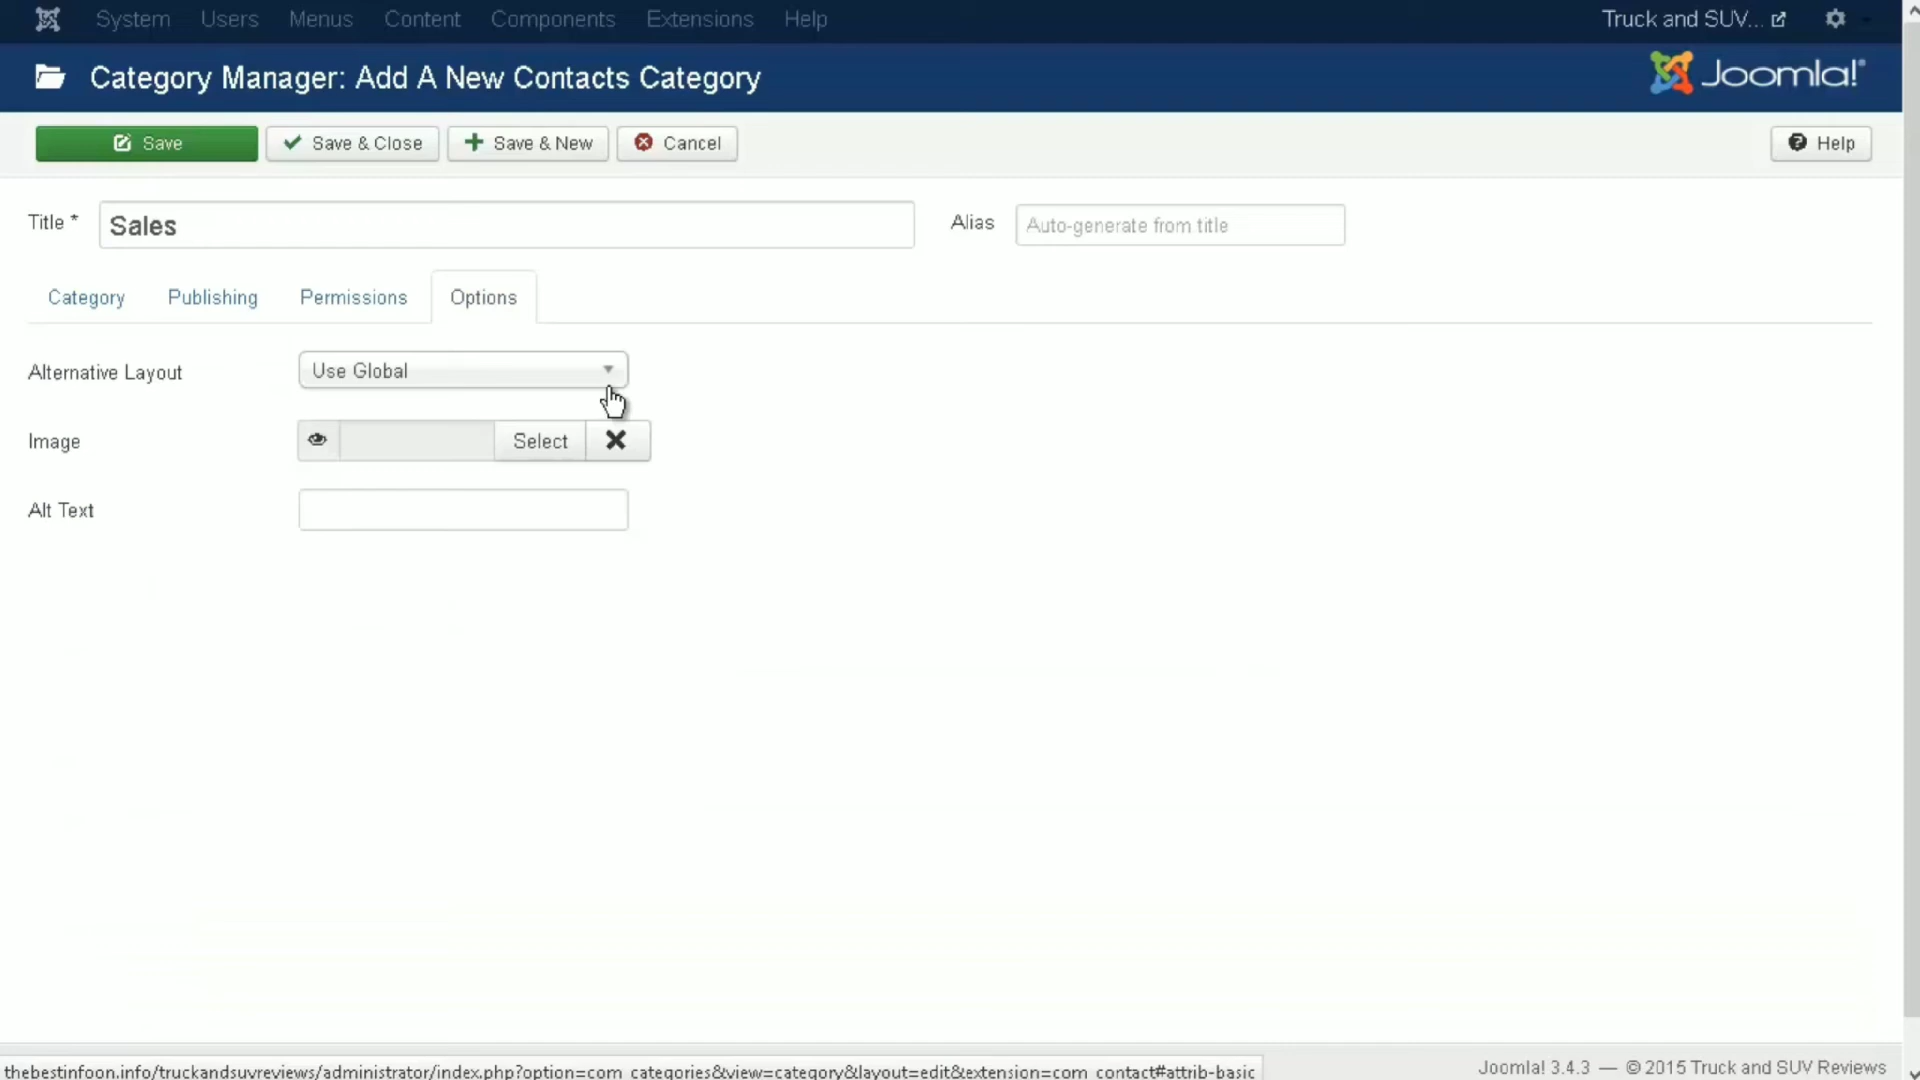 System Users Menus Content Components Extensions Help Truck and SUV...
Category Manager: Add A New Contacts Category Joomla!®
Save Save & Close Save & New Cancel Help
Title * Sales Alias Auto-generate from title
Category Publishing Permissions Options
Alternative Layout Use Global
Image Select
Alt Text
thebestinfoon.info/truckandsuvreviews/administrator/index.php?option=com_categories&view=category&layout=edit&extension=com_contact#attrib-basic
Joomla! 3.4.3 — © 2015 Truck and SUV Reviews